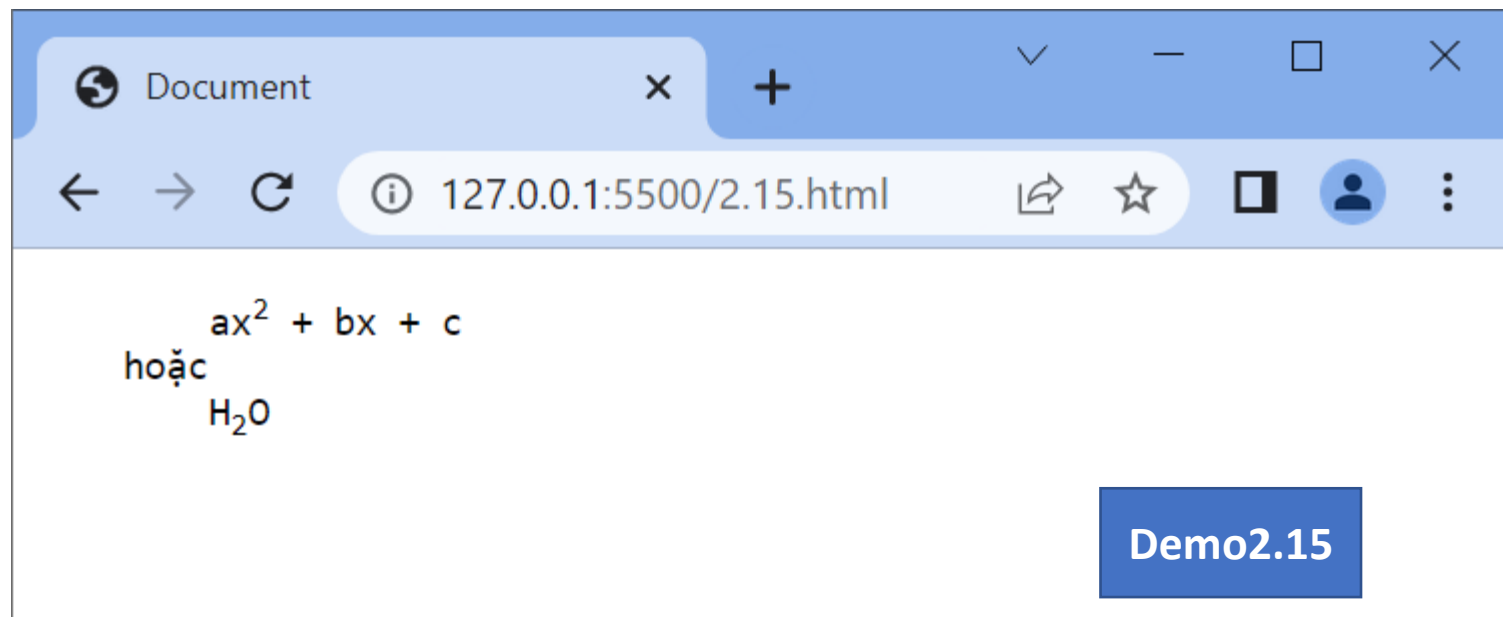 Document
127.0.0.1:5500/2.15.html
ax² + bx + c
hoặc
H₂O
Demo2.15